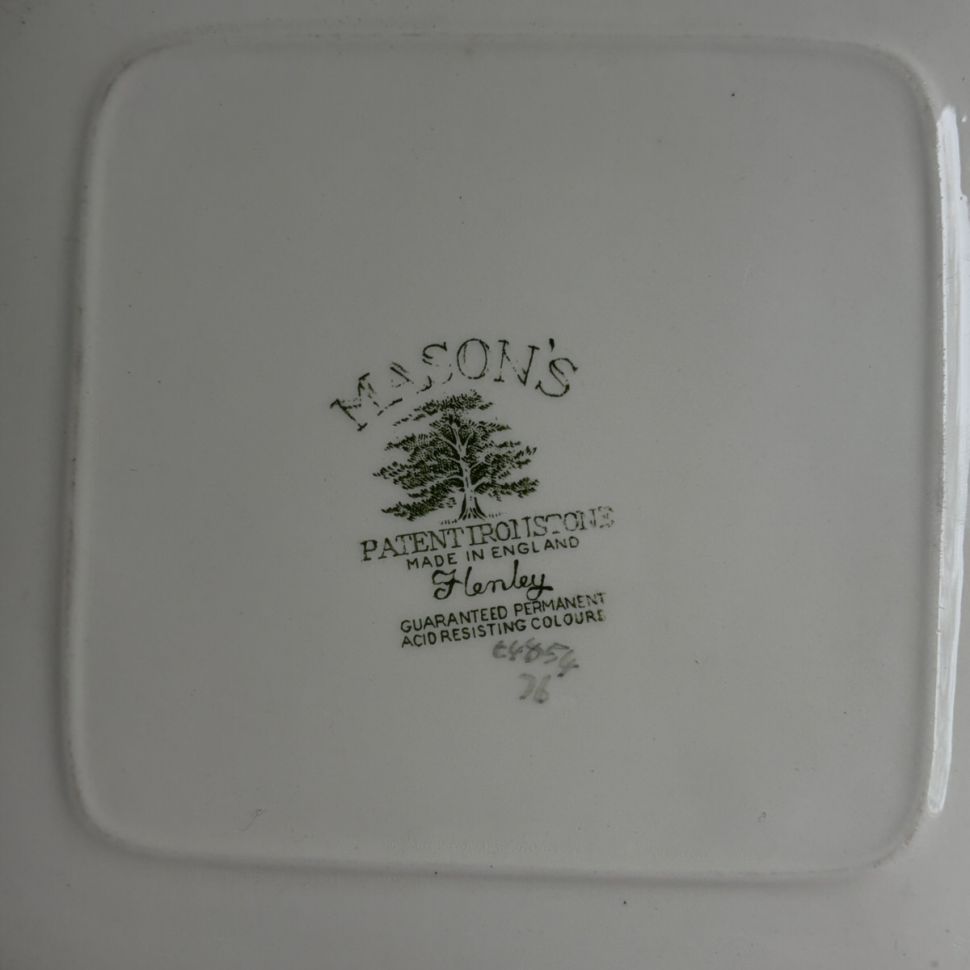 MASON'S
PATENT IRONSTONE
MADE IN ENGLAND
Henley
GUARANTEED PERMANENT
ACID RESISTING COLOURS